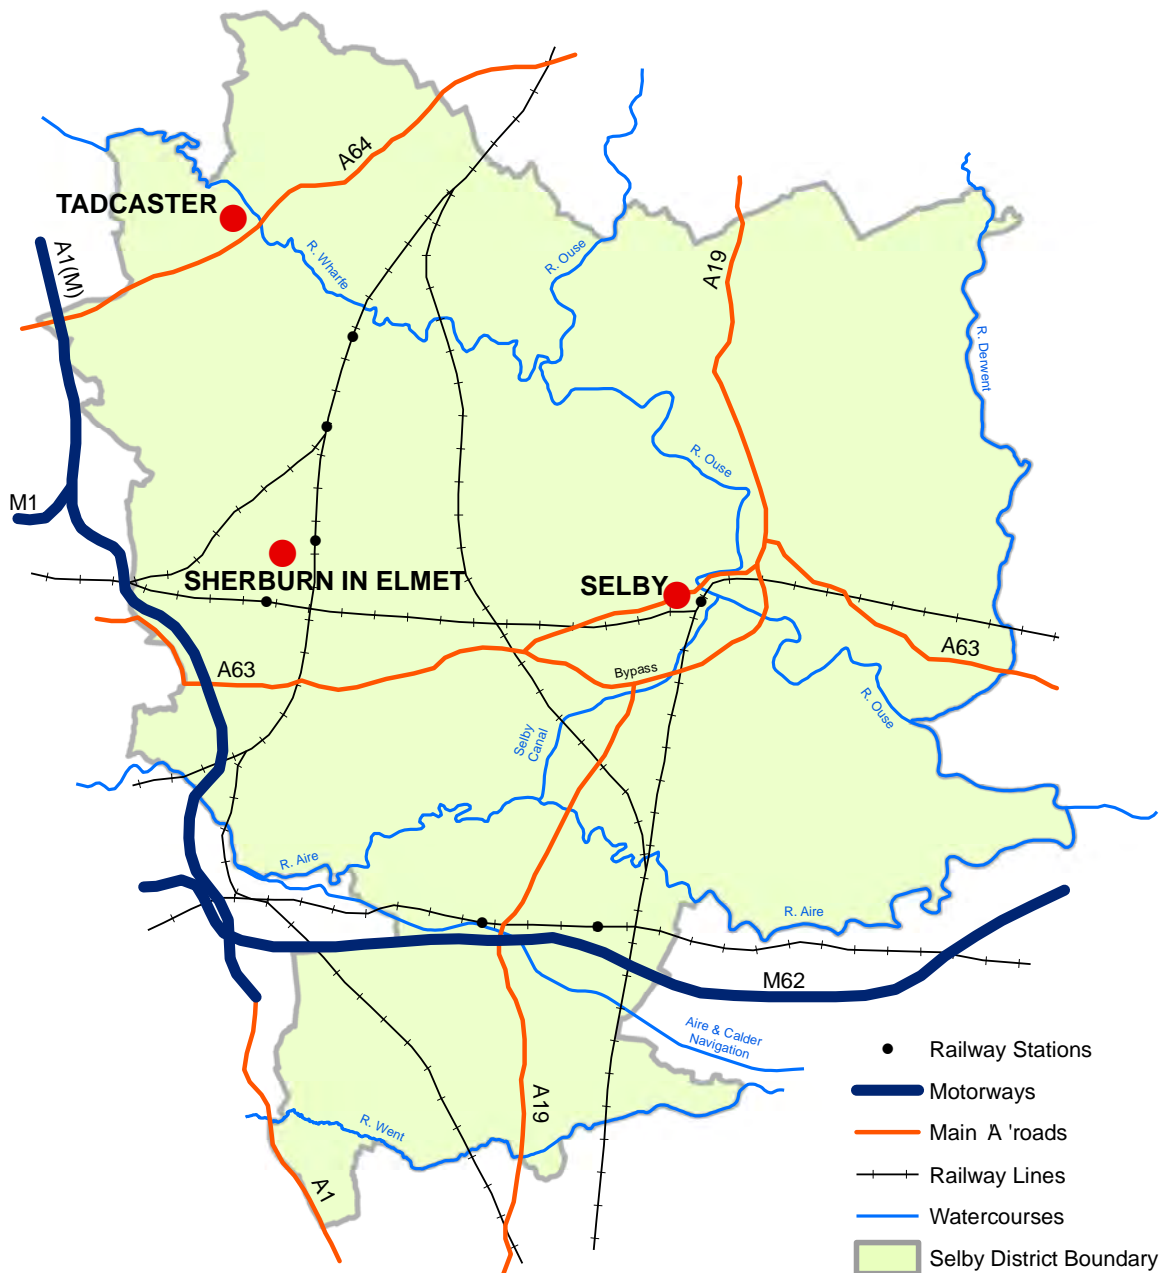 A64
TADCASTER
A1(M)
R. Wharfe
R. Ouse
A19
R. Derwent
R. Ouse
M1
SHERBURN IN ELMET
SELBY
A63
Bypass
A63
R. Ouse
Selby
Canal
R. Aire
R. Aire
M62
Aire & Calder
Navigation
A19
R. Went
A1
Railway Stations
Motorways
Main 'A 'roads
Railway Lines
Watercourses
Selby District Boundary